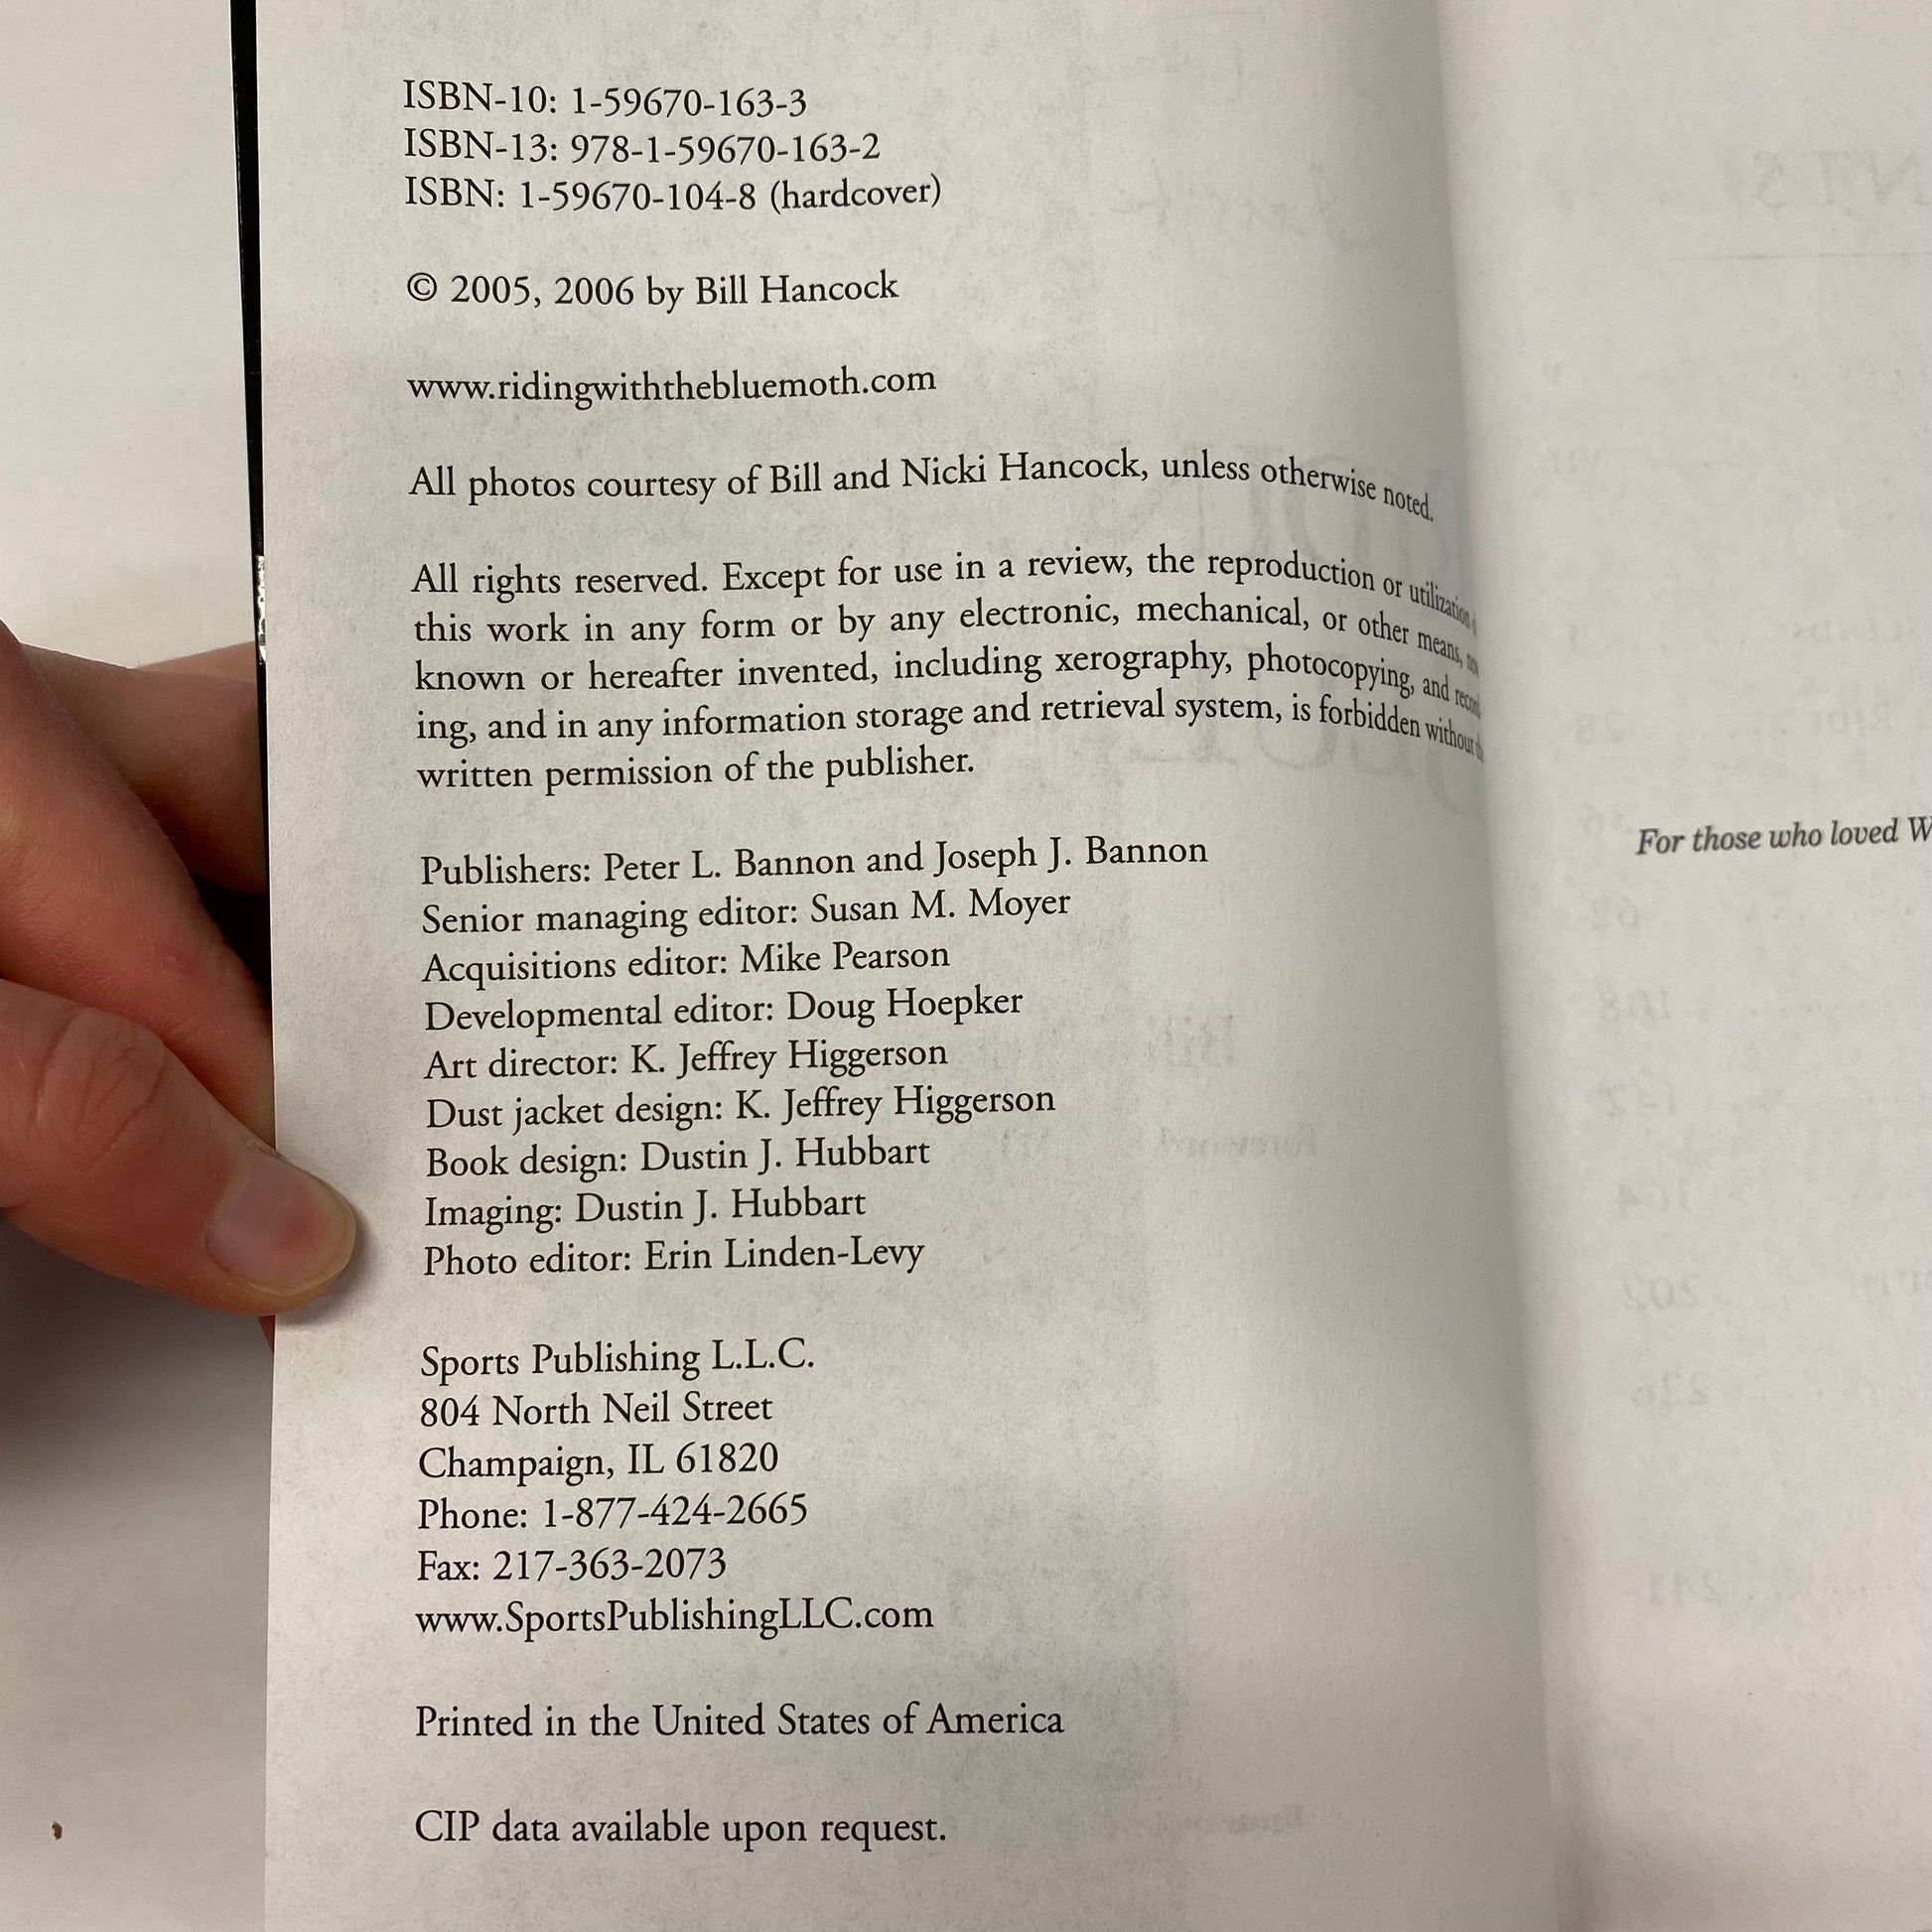 ISBN-10: 1-59670-163-3
ISBN-13: 978-1-59670-163-2
ISBN: 1-59670-104-8 (hardcover)
© 2005, 2006 by Bill Hancock
www.ridingwiththebluemoth.com
All photos courtesy of Bill and Nicki Hancock, unless otherwise noted.
All rights reserved. Except for use in a review, the reproduction or utilization
this work in any form or by any electronic, mechanical, or other means,
known or hereafter invented, including xerography, photocopying, and
ing, and in any information storage and retrieval system, is forbidden without
written permission of the publisher.
Publishers: Peter L. Bannon and Joseph J. Bannon
Senior managing editor: Susan M. Moyer
Acquisitions editor: Mike Pearson
Developmental editor: Doug Hoepker
Art director: K. Jeffrey Higgerson
Dust jacket design: K. Jeffrey Higgerson
Book design: Dustin J. Hubbart
Imaging: Dustin J. Hubbart
Photo editor: Erin Linden-Levy
Sports Publishing L.L.C.
804 North Neil Street
Champaign, IL 61820
Phone: 1-877-424-2665
Fax: 217-363-2073
www.SportsPublishingLLC.com
Printed in the United States of America
CIP data available upon request.
For those who loved